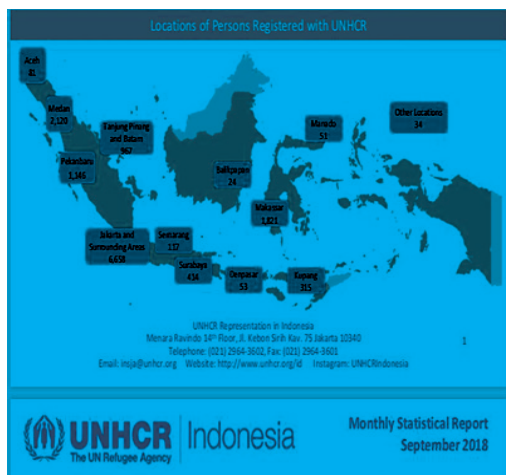 Locations of Persons Registered with UNHCR
Aceh
81
Medan
2,120
Tanjung Pinang
and Batam
967
Pekanbaru
Manado
51
Other Locations
34
Balikpapan
24
Makassar
1,821
Jakarta and
Surrounding Areas
6,658
Semarang
Surabaya
Denpasar
53
Kupang
315
UNHCR Representation in Indonesia
Menara Ravindo 14th Floor, Jl. Kebon Sirih Kav. 75 Jakarta 10340
Telephone: (021) 2964-3602, Fax: (021) 2964-3601
Email: insja@unhcr.org Website: http://www.unhcr.org/id Instagram: UNHCRIndonesia
1
UNHCR
The UN Refugee Agency
Indonesia
Monthly Statistical Report
September 2018